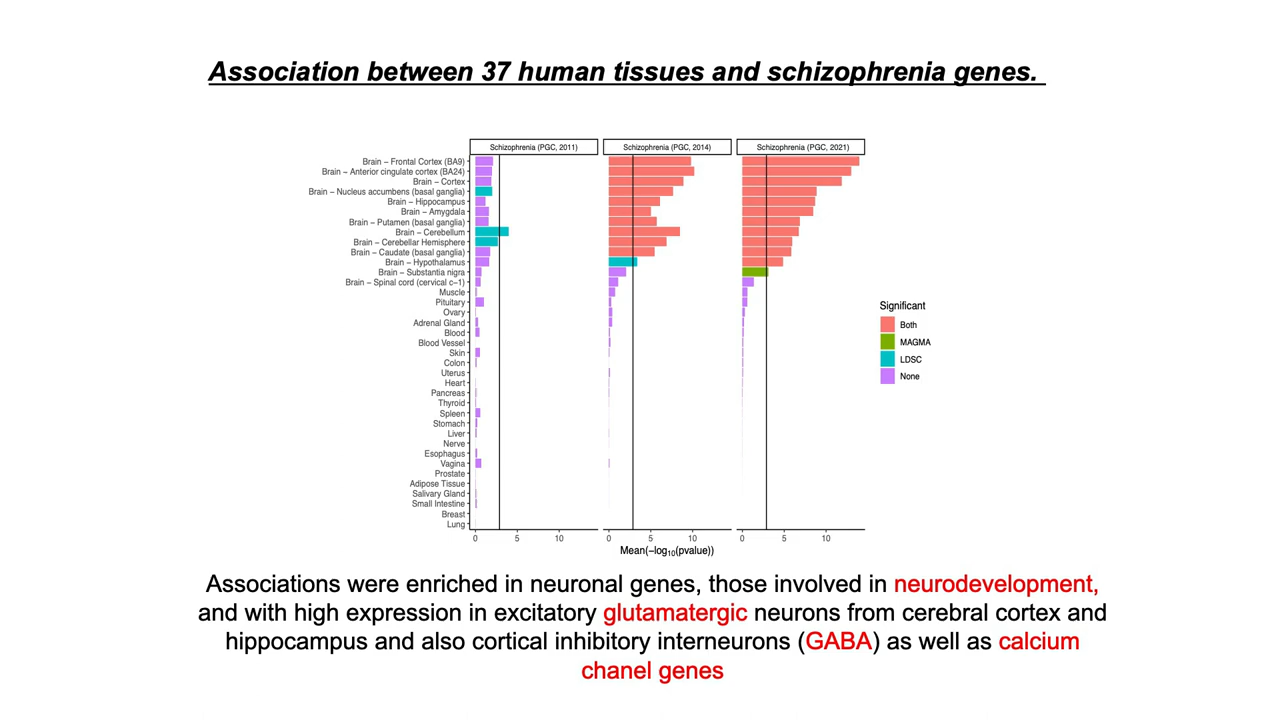 Association between 37 human tissues and schizophrenia genes.
Schizophrenia (PGC, 2011)
Schizophrenia (PGC, 2014)
Schizophrenia (PGC, 2021)
Brain – Frontal Cortex (BA9)
Brain – Anterior cingulate cortex (BA24)
Brain – Cortex
Brain – Nucleus accumbens (basal ganglia)
Brain – Hippocampus
Brain – Amygdala
Brain – Putamen (basal ganglia)
Brain – Cerebellum
Brain – Cerebellar Hemisphere
Brain – Caudate (basal ganglia)
Brain – Hypothalamus
Brain – Substantia nigra
Brain – Spinal cord (cervical c–1)
Muscle
Pituitary
Ovary
Adrenal Gland
Blood
Blood Vessel
Skin
Colon
Uterus
Heart
Pancreas
Thyroid
Spleen
Stomach
Liver
Nerve
Esophagus
Vagina
Prostate
Adipose Tissue
Salivary Gland
Small Intestine
Breast
Lung
0 5 10
0 5 10
0 5 10
Mean(−log10(pvalue))
Significant
Both
MAGMA
LDSC
None
Associations were enriched in neuronal genes, those involved in neurodevelopment,
and with high expression in excitatory glutamatergic neurons from cerebral cortex and
hippocampus and also cortical inhibitory interneurons (GABA) as well as calcium
chanel genes